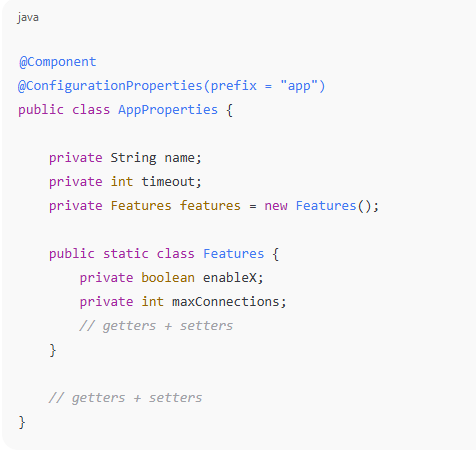 java
@Component
@ConfigurationProperties(prefix = "app")
public class AppProperties {
    private String name;
    private int timeout;
    private Features features = new Features();
    public static class Features {
        private boolean enableX;
        private int maxConnections;
        // getters + setters
    }
    // getters + setters
}